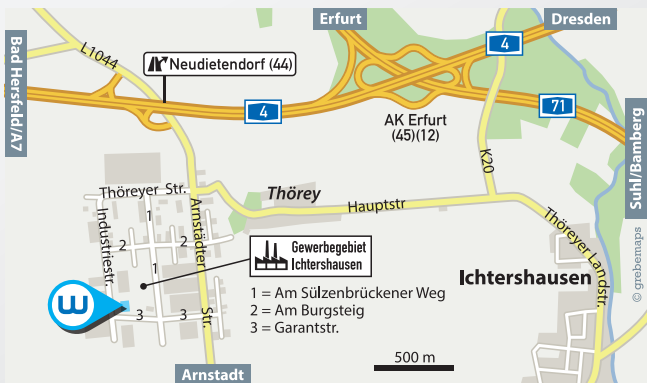 Erfurt
Dresden
Bad Hersfeld/A7
L1044
Neudietendorf (44)
4
4
71
AK Erfurt
(45)(12)
K20
Suhl/Bamberg
Thöreyer Str.
Thörey
Hauptstr
Industriestr.
1
Arnstädter
Str.
2
2
1
3
3
Thöreyer Landstr.
Gewerbegebiet
Ichtershausen
Ichtershausen
1 = Am Sülzenbrückener Weg
2 = Am Burgsteig
3 = Garantstr.
W
Arnstadt
500 m
© grebemaps